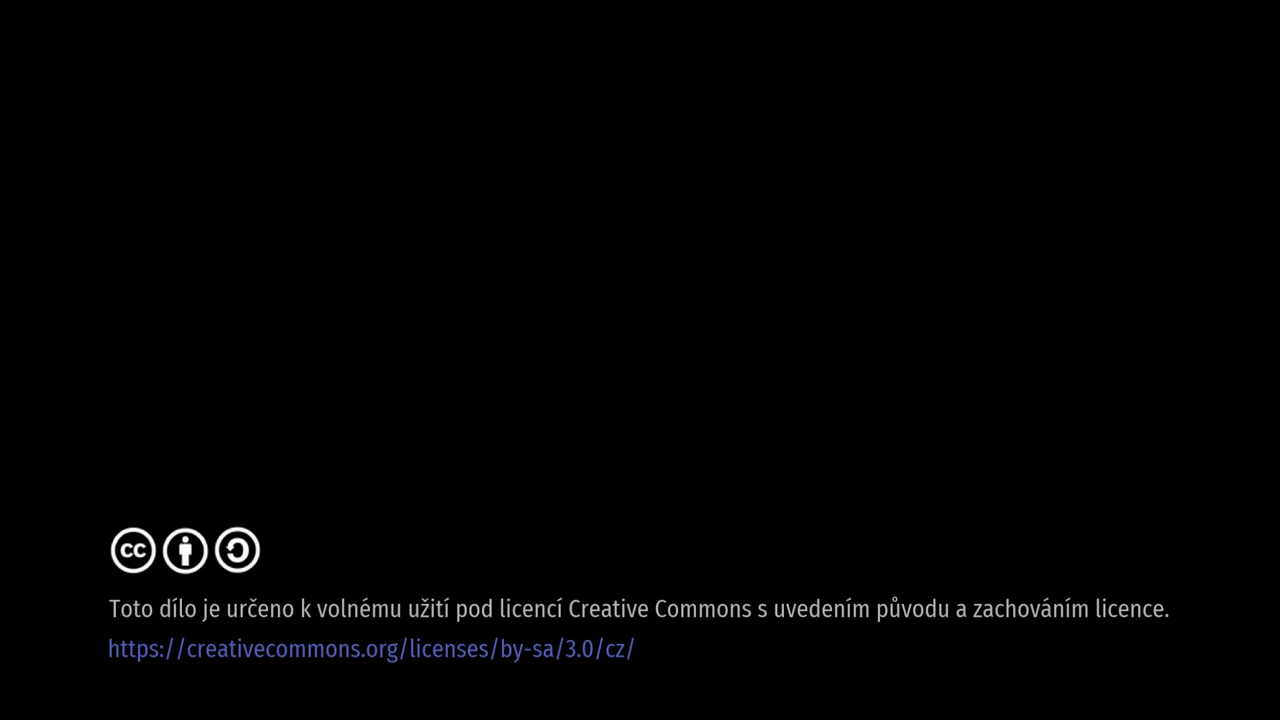 cc
Toto dílo je určeno k volnému užití pod licencí Creative Commons s uvedením původu a zachováním licence.
https://creativecommons.org/licenses/by-sa/3.0/cz/